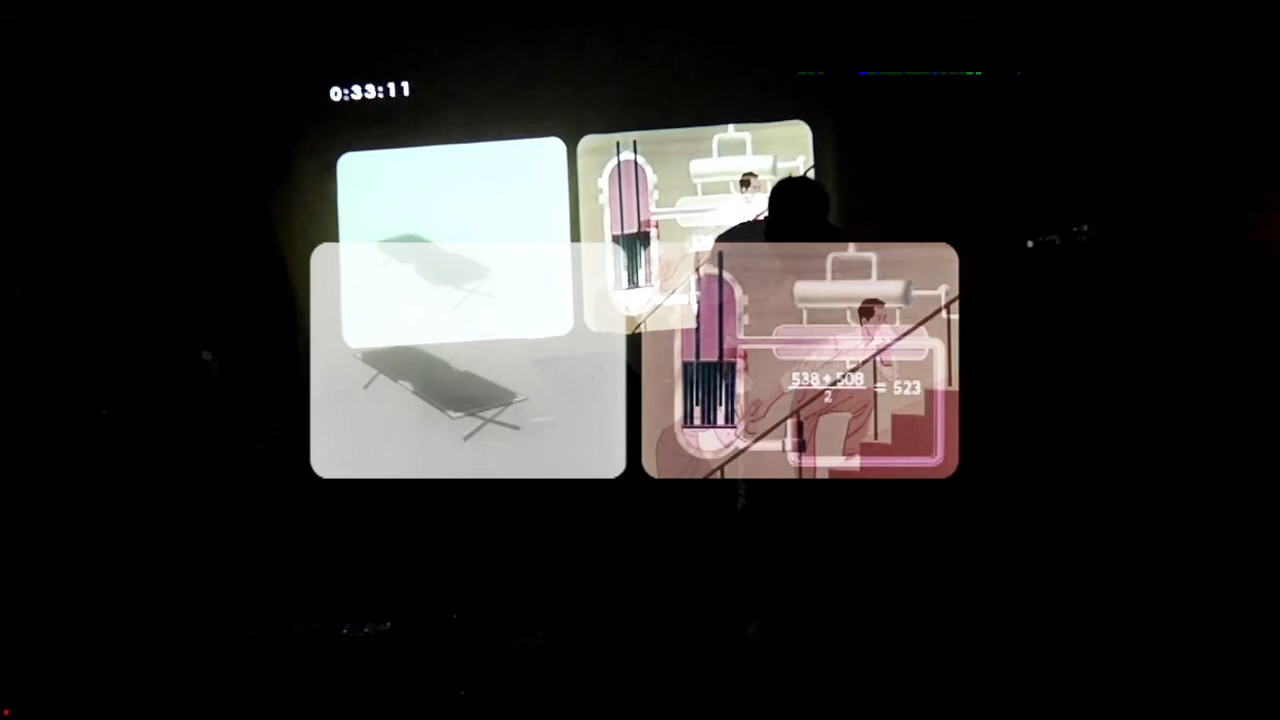 0:33:11
538 + 508
2
= 523